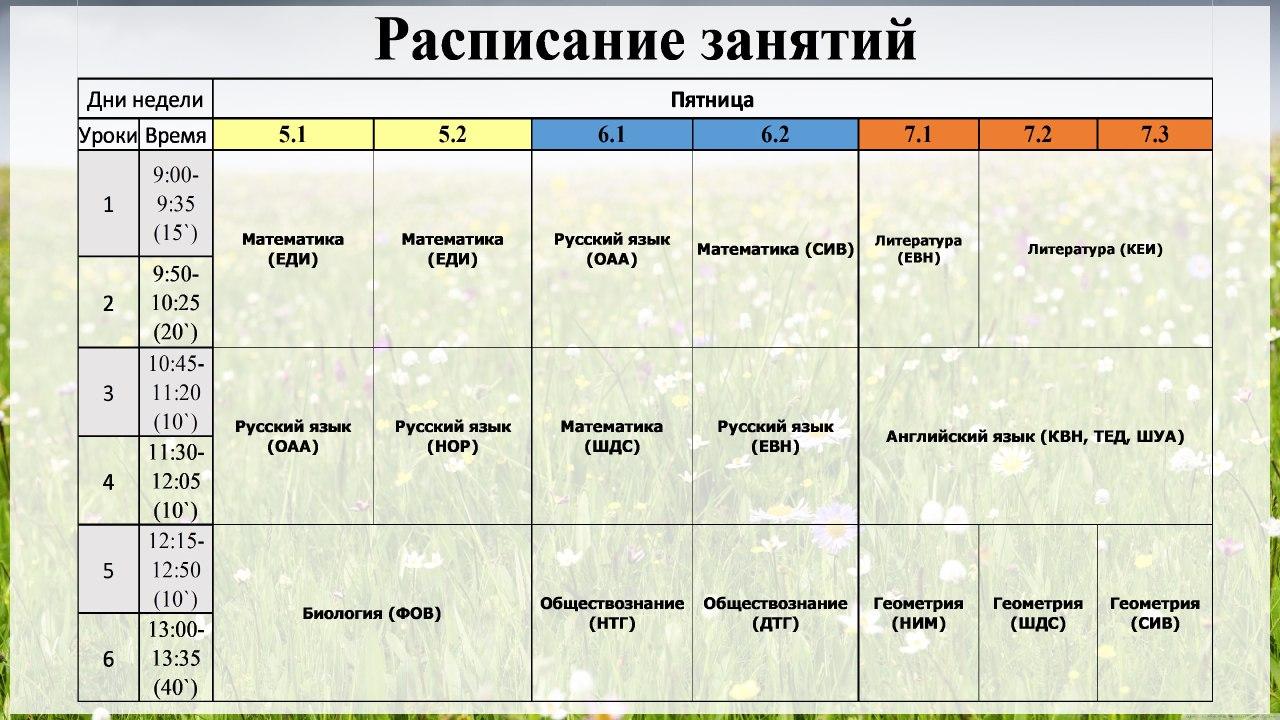 Расписание занятий
Дни недели Пятница
Уроки Время 5.1 5.2 6.1 6.2 7.1 7.2 7.3
1
9:00-
9:35
(15`)
2
9:50-
10:25
(20`)
Математика
(ЕДИ)
Математика
(ЕДИ)
Русский язык
(ОАА)
Математика (СИВ)
Литература
(ЕВН)
Литература (КЕИ)
3
10:45-
11:20
(10`)
4
11:30-
12:05
(10`)
Русский язык
(ОАА)
Русский язык
(НОР)
Математика
(ШДС)
Русский язык
(ЕВН)
Английский язык (КВН, ТЕД, ШУА)
5
12:15-
12:50
(10`)
6
13:00-
13:35
(40`)
Биология (ФОВ)
Обществознание
(НТГ)
Обществознание
(ДТГ)
Геометрия
(НИМ)
Геометрия
(ШДС)
Геометрия
(СИВ)